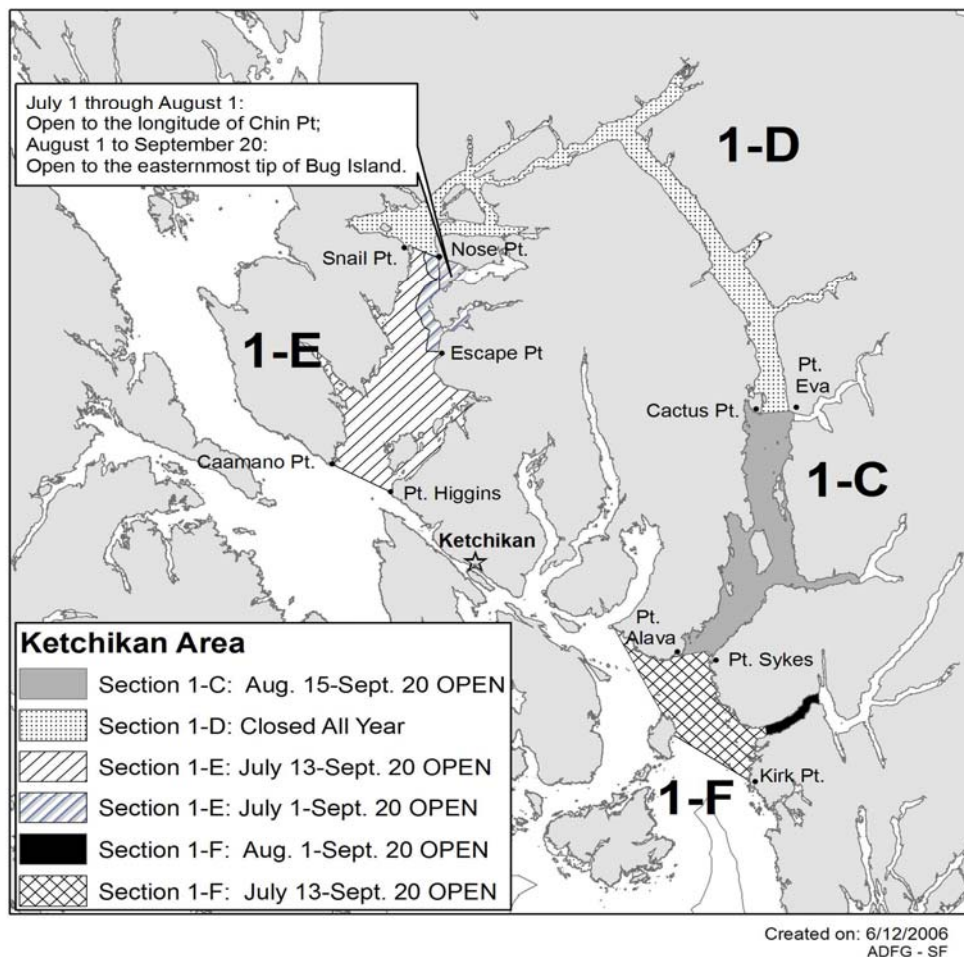 July 1 through August 1:
Open to the longitude of Chin Pt;
August 1 to September 20:
Open to the easternmost tip of Bug Island.
1-D
Snail Pt.
Nose Pt.
1-E
Escape Pt
Pt.
Eva
Cactus Pt.
Caamano Pt.
1-C
Pt. Higgins
Ketchikan
Pt.
Alava
Pt. Sykes
Kirk Pt.
1-F
Ketchikan Area
Section 1-C: Aug. 15-Sept. 20 OPEN
Section 1-D: Closed All Year
Section 1-E: July 13-Sept. 20 OPEN
Section 1-E: July 1-Sept. 20 OPEN
Section 1-F: Aug. 1-Sept. 20 OPEN
Section 1-F: July 13-Sept. 20 OPEN
Created on: 6/12/2006
ADFG - SF